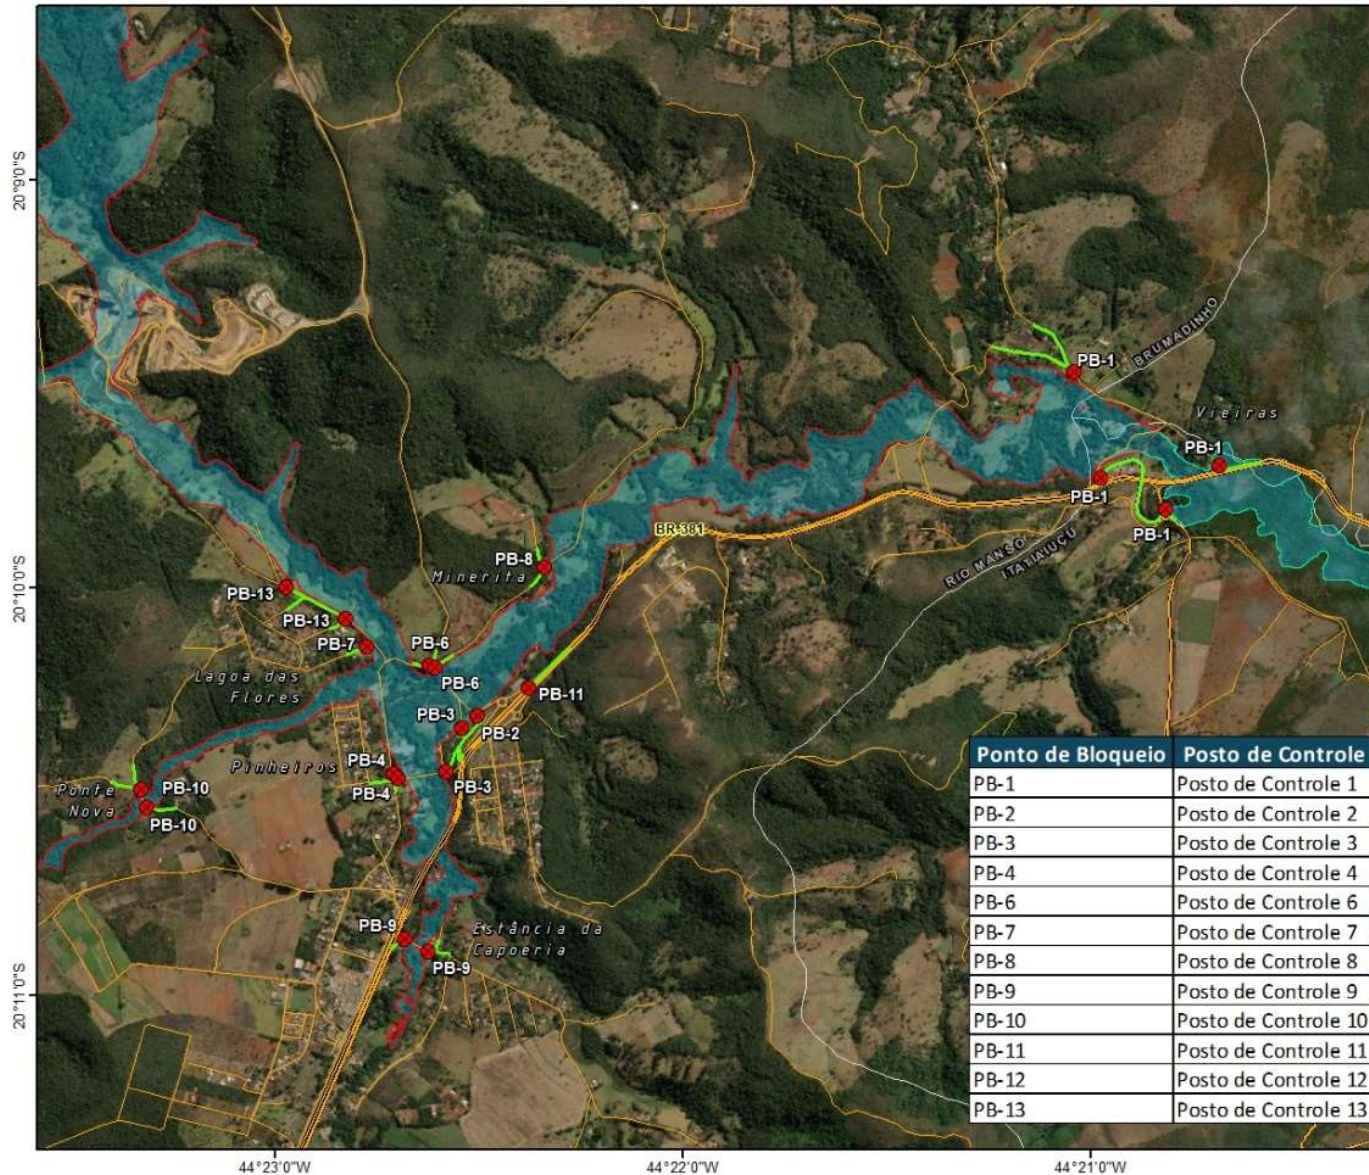 20°9'0"S
BRUMADINHO
PB-1
Vieiras
PB-1
PB-1
BR-381
PB-1
RIO MANSO
ITATIAIUÇU
PB-8
Minerita
20°10'0"S
PB-13
PB-13
PB-7
PB-6
Lagoa das
Flores
PB-6
PB-11
PB-3
PB-2
Pinheiros
PB-4
PB-4
PB-3
Ponte
Nova
PB-10
PB-10
PB-9
Estância da
Capoeria
PB-9
20°11'0"S
Ponto de Bloqueio Posto de Controle
PB-1 Posto de Controle 1
PB-2 Posto de Controle 2
PB-3 Posto de Controle 3
PB-4 Posto de Controle 4
PB-6 Posto de Controle 6
PB-7 Posto de Controle 7
PB-8 Posto de Controle 8
PB-9 Posto de Controle 9
PB-10 Posto de Controle 10
PB-11 Posto de Controle 11
PB-12 Posto de Controle 12
PB-13 Posto de Controle 13
44°23'0"W
44°22'0"W
44°21'0"W